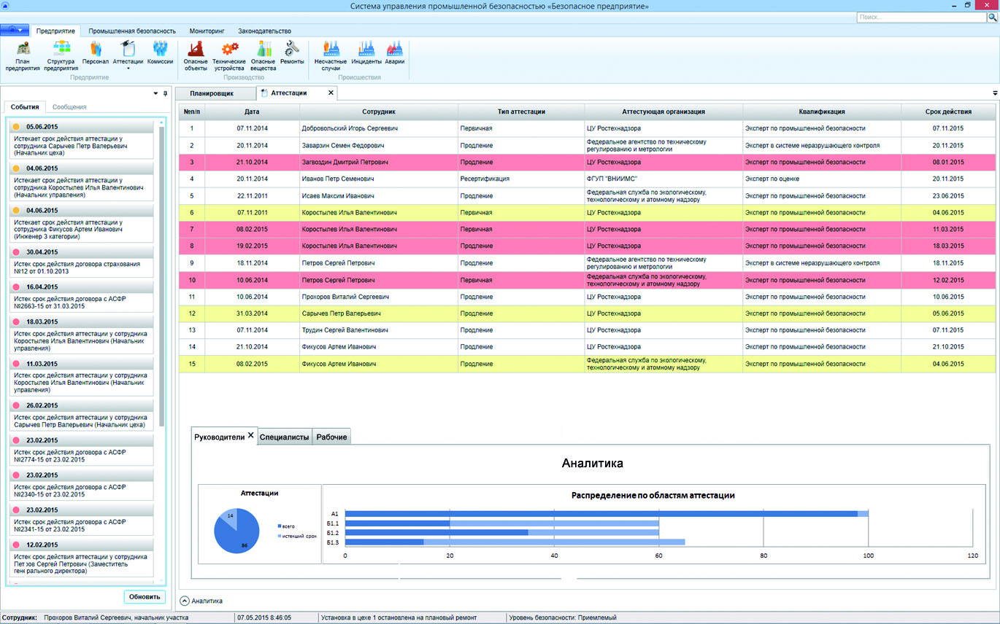 Система управления промышленной безопасностью «Безопасное предприятие»
Поиск...
Предприятие Промышленная безопасность Мониторинг Законодательство
План предприятия
Структура предприятия
Персонал
Аттестации
Комиссии
Опасные объекты
Технические устройства
Опасные вещества
Ремонты
Несчастные случаи
Инциденты
Аварии
Предприятие Производство Происшествия
События Сообщения
05.06.2015
Истекает срок действия аттестации у
сотрудника Сарычев Петр Валерьевич
(Начальник цеха)
04.06.2015
Истекает срок действия аттестации у
сотрудника Коростылев Илья Валентинович
(Начальник управления)
04.06.2015
Истекает срок действия аттестации у
сотрудника Фикусов Артем Иванович
(Инженер 3 категории)
30.04.2015
Истек срок действия договора страхования
№12 от 01.10.2013
16.04.2015
Истек срок действия договора с АСФР
№2663-15 от 31.03.2015
18.03.2015
Истек срок действия аттестации у сотрудника
Коростылев Илья Валентинович (Начальник
управления)
11.03.2015
Истек срок действия аттестации у сотрудника
Коростылев Илья Валентинович (Начальник
управления)
26.02.2015
Истек срок действия аттестации у сотрудника
Сарычев Петр Валерьевич (Начальник цеха)
23.02.2015
Истек срок действия договора с АСФР
№2774-15 от 23.02.2015
23.02.2015
Истек срок действия договора с АСФР
№2340-15 от 23.02.2015
23.02.2015
Истек срок действия договора с АСФР
№2341-15 от 23.02.2015
12.02.2015
Истек срок действия аттестации у сотрудника
Петров Сергей Петрович (Заместитель
генерального директора)
Обновить
Планировщик Аттестации
№п/п Дата Сотрудник Тип аттестации Аттестующая организация Квалификация Срок действия
1 07.11.2014 Добровольский Игорь Сергеевич Первичная ЦУ Ростехнадзора Эксперт по промышленной безопасности 07.11.2015
2 20.11.2014 Заварзин Семен Федорович Продление Федеральное агентство по техническому регулированию и метрологии Эксперт в системе неразрушающего контроля 20.11.2015
3 21.10.2014 Загвоздин Дмитрий Петрович Продление ЦУ Ростехнадзора Эксперт по промышленной безопасности 08.01.2015
4 20.11.2014 Иванов Петр Семенович Ресертификация ФГУП "ВНИИМС" Эксперт по оценке 20.11.2015
5 22.11.2011 Исаев Максим Иванович Продление Федеральная служба по экологическому, технологическому и атомному надзору Эксперт по промышленной безопасности 23.06.2015
6 07.11.2011 Коростылев Илья Валентинович Первичная ЦУ Ростехнадзора Эксперт по промышленной безопасности 04.06.2015
7 08.02.2015 Коростылев Илья Валентинович Первичная ЦУ Ростехнадзора Эксперт по промышленной безопасности 11.03.2015
8 19.02.2015 Коростылев Илья Валентинович Продление ЦУ Ростехнадзора Эксперт по промышленной безопасности 18.03.2015
9 18.11.2014 Петров Сергей Петрович Продление Федеральное агентство по техническому регулированию и метрологии Эксперт в системе неразрушающего контроля 18.11.2015
10 10.06.2014 Петров Сергей Петрович Первичная Федеральная служба по экологическому, технологическому и атомному надзору Эксперт по промышленной безопасности 12.02.2015
11 10.06.2014 Прохоров Виталий Сергеевич Продление ЦУ Ростехнадзора Эксперт по промышленной безопасности 10.06.2015
12 31.03.2014 Сарычев Петр Валерьевич Продление ЦУ Ростехнадзора Эксперт по промышленной безопасности 05.06.2015
13 07.11.2014 Трудин Сергей Валентинович Продление ЦУ Ростехнадзора Эксперт по промышленной безопасности 07.11.2015
14 21.10.2014 Фикусов Артем Иванович Продление ЦУ Ростехнадзора Эксперт по промышленной безопасности 21.10.2015
15 08.02.2015 Фикусов Артем Иванович Продление Федеральная служба по экологическому, технологическому и атомному надзору Эксперт по промышленной безопасности 04.06.2015
Руководители Специалисты Рабочие
Аналитика
Аттестации
14
86
всего
истекший срок
Распределение по областям аттестации
А1
Б1.1
Б1.2
Б1.3
0 20 40 60 80 100 120
Аналитика
Сотрудник: Прохоров Виталий Сергеевич, начальник участка 07.05.2015 8:46:05 Установка в цехе 1 остановлена на плановый ремонт Уровень безопасности: Приемлемый